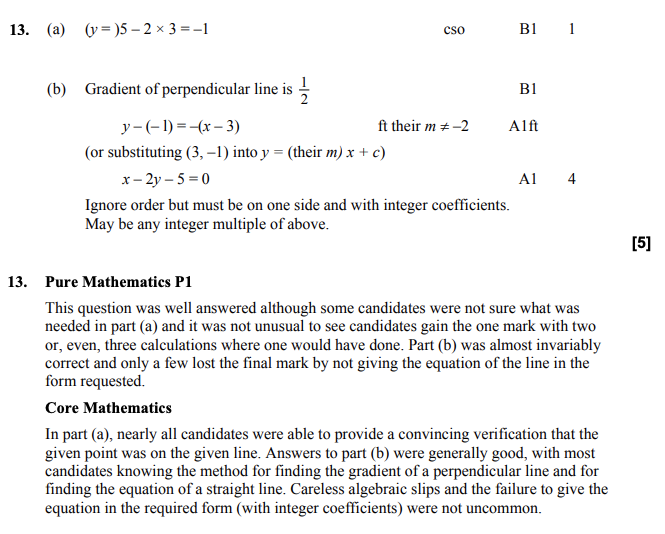 13. (a) (y = )5 – 2 × 3 = –1 cso B1 1
(b) Gradient of perpendicular line is 1/2 B1
y – (– 1) = –(x – 3) ft their m ≠ –2 A1ft
(or substituting (3, –1) into y = (their m) x + c)
x – 2y – 5 = 0 A1 4
Ignore order but must be on one side and with integer coefficients.
May be any integer multiple of above.
[5]
13. Pure Mathematics P1
This question was well answered although some candidates were not sure what was
needed in part (a) and it was not unusual to see candidates gain the one mark with two
or, even, three calculations where one would have done. Part (b) was almost invariably
correct and only a few lost the final mark by not giving the equation of the line in the
form requested.
Core Mathematics
In part (a), nearly all candidates were able to provide a convincing verification that the
given point was on the given line. Answers to part (b) were generally good, with most
candidates knowing the method for finding the gradient of a perpendicular line and for
finding the equation of a straight line. Careless algebraic slips and the failure to give the
equation in the required form (with integer coefficients) were not uncommon.